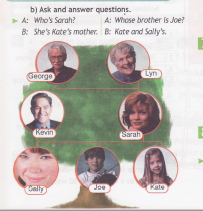 b) Ask and answer questions.
A: Who's Sarah? A: Whose brother is Joe?
B: She's Kate's mother. B: Kate and Sally's.
George
Lyn
Kevin
Sarah
Sally
Joe
Kate